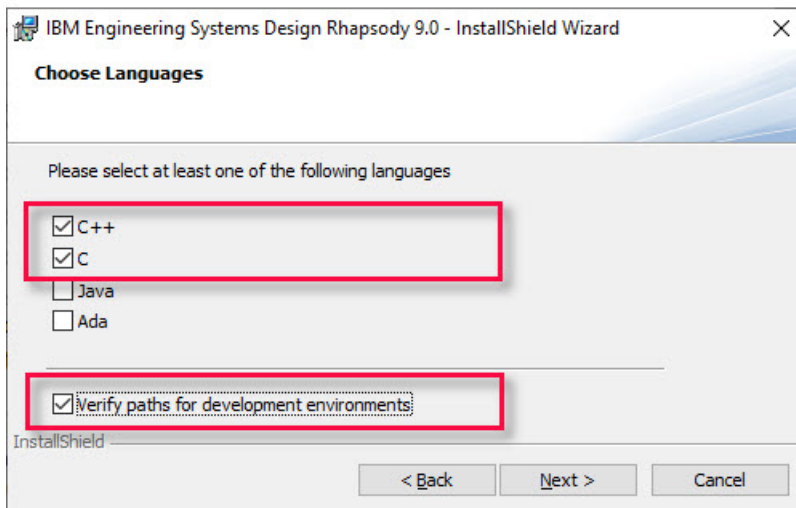 IBM Engineering Systems Design Rhapsody 9.0 - InstallShield Wizard
Choose Languages
Please select at least one of the following languages
C++
C
Java
Ada
Verify paths for development environments
InstallShield
< Back Next > Cancel